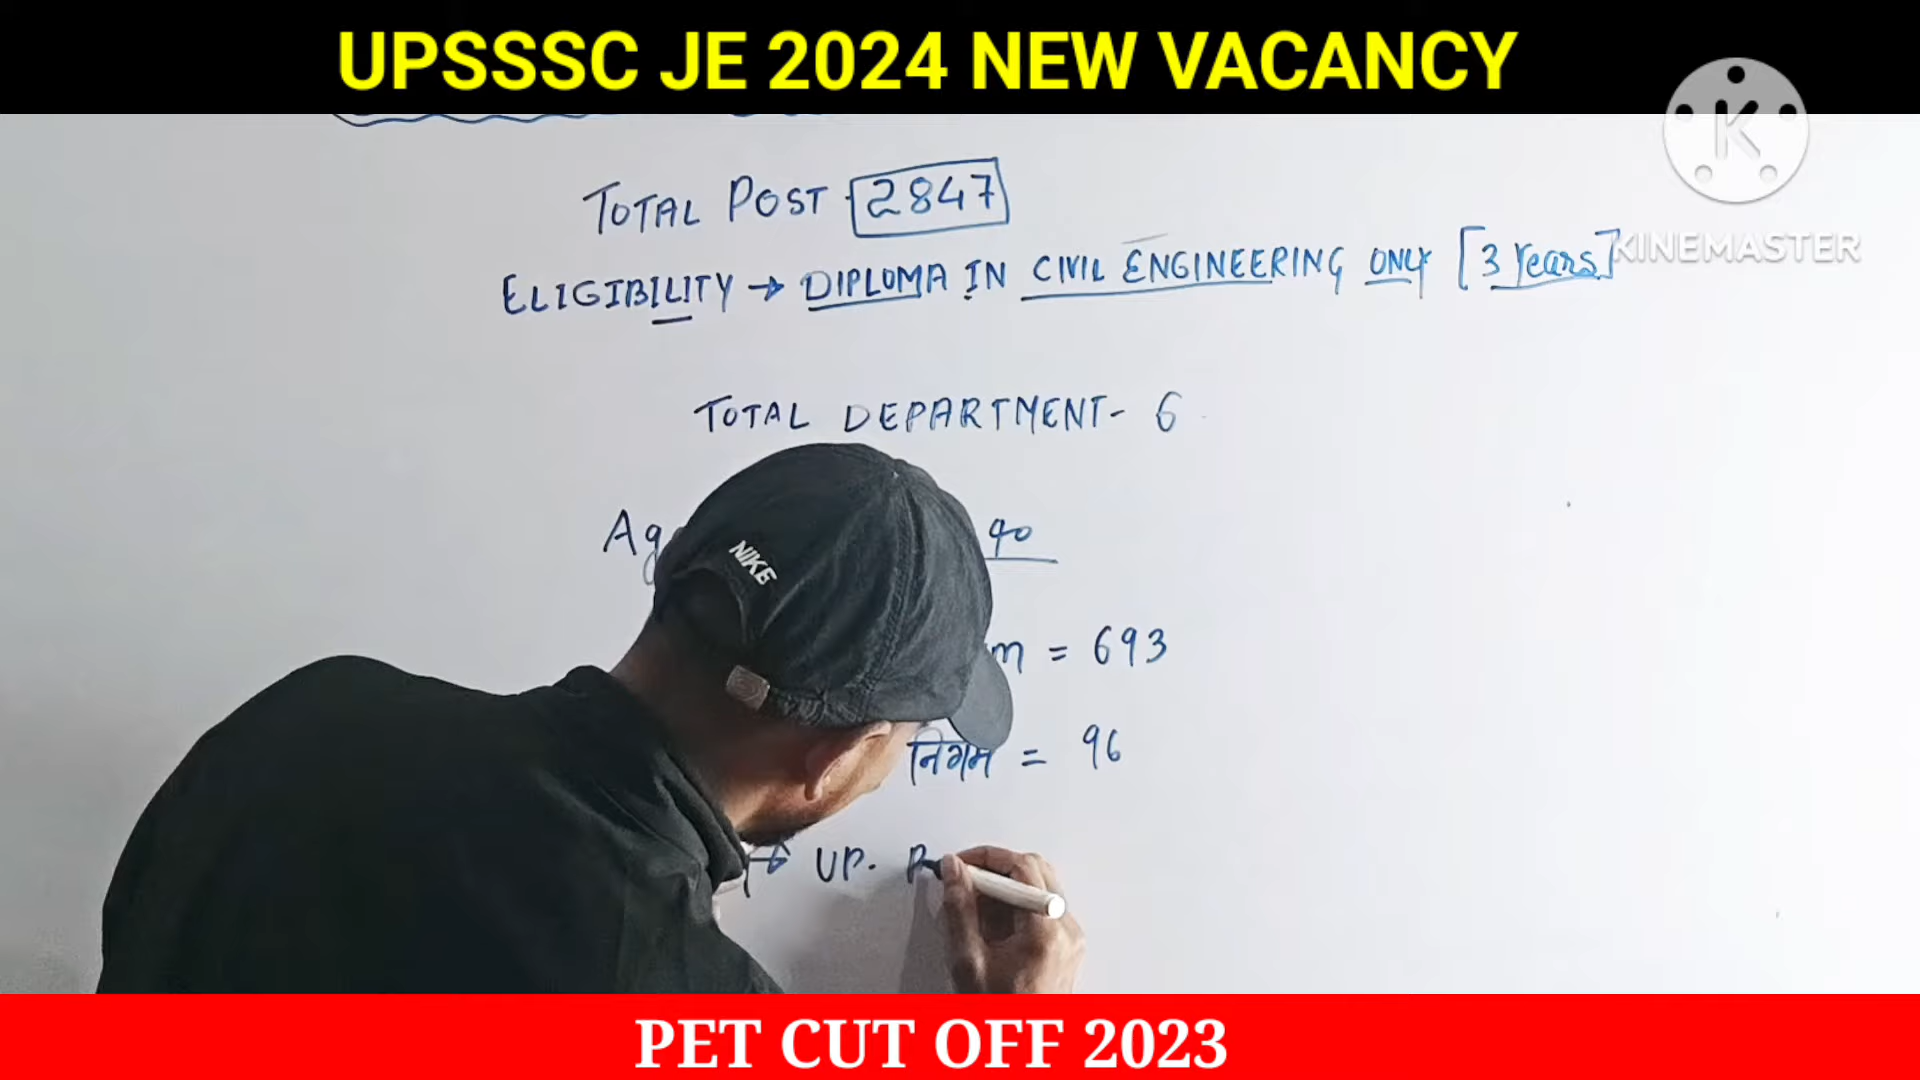 UPSSSC JE 2024 NEW VACANCY
KINEMASTER
TOTAL POST - 2847
ELIGIBILITY → DIPLOMA IN CIVIL ENGINEERING ONLY [3 Years]
TOTAL DEPARTMENT - 6
40
NIKE
= 693
निगम = 96
→ UP.
PET CUT OFF 2023